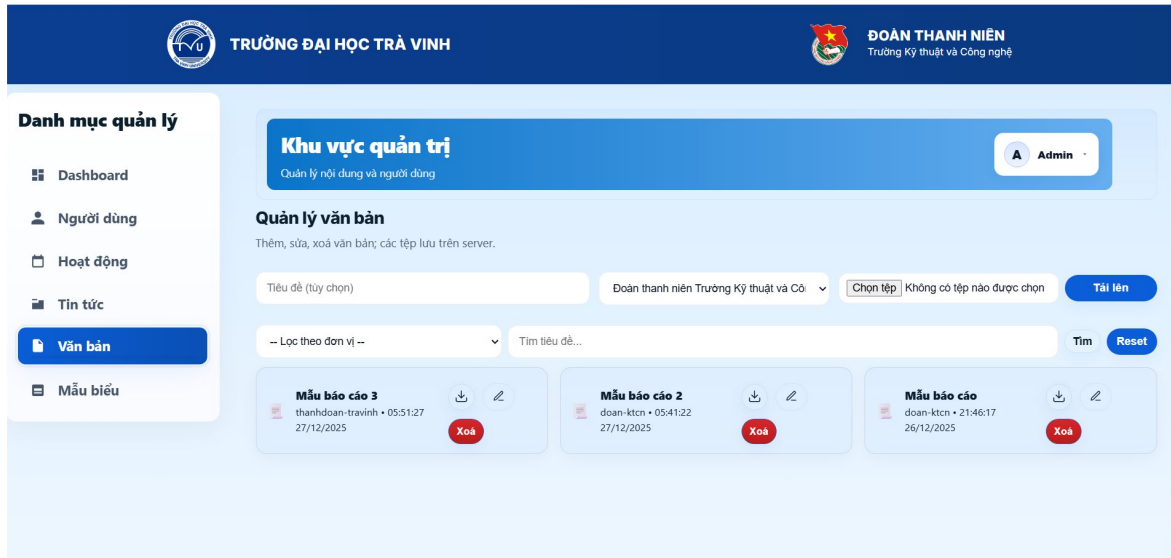 TRƯỜNG ĐẠI HỌC TRÀ VINH
ĐOÀN THANH NIÊN
Trường Kỹ thuật và Công nghệ
Danh mục quản lý
Dashboard
Người dùng
Hoạt động
Tin tức
Văn bản
Mẫu biểu
Khu vực quản trị
Quản lý nội dung và người dùng
A Admin
Quản lý văn bản
Thêm, sửa, xoá văn bản; các tệp lưu trên server.
Tiêu đề (tùy chọn)
Đoàn thanh niên Trường Kỹ thuật và Cô
Chọn tệp Không có tệp nào được chọn
Tải lên
-- Lọc theo đơn vị --
Tìm tiêu đề...
Tìm
Reset
Mẫu báo cáo 3
thanhdoan-travinh • 05:51:27
27/12/2025
Xoá
Mẫu báo cáo 2
doan-ktcn • 05:41:22
27/12/2025
Xoá
Mẫu báo cáo
doan-ktcn • 21:46:17
26/12/2025
Xoá